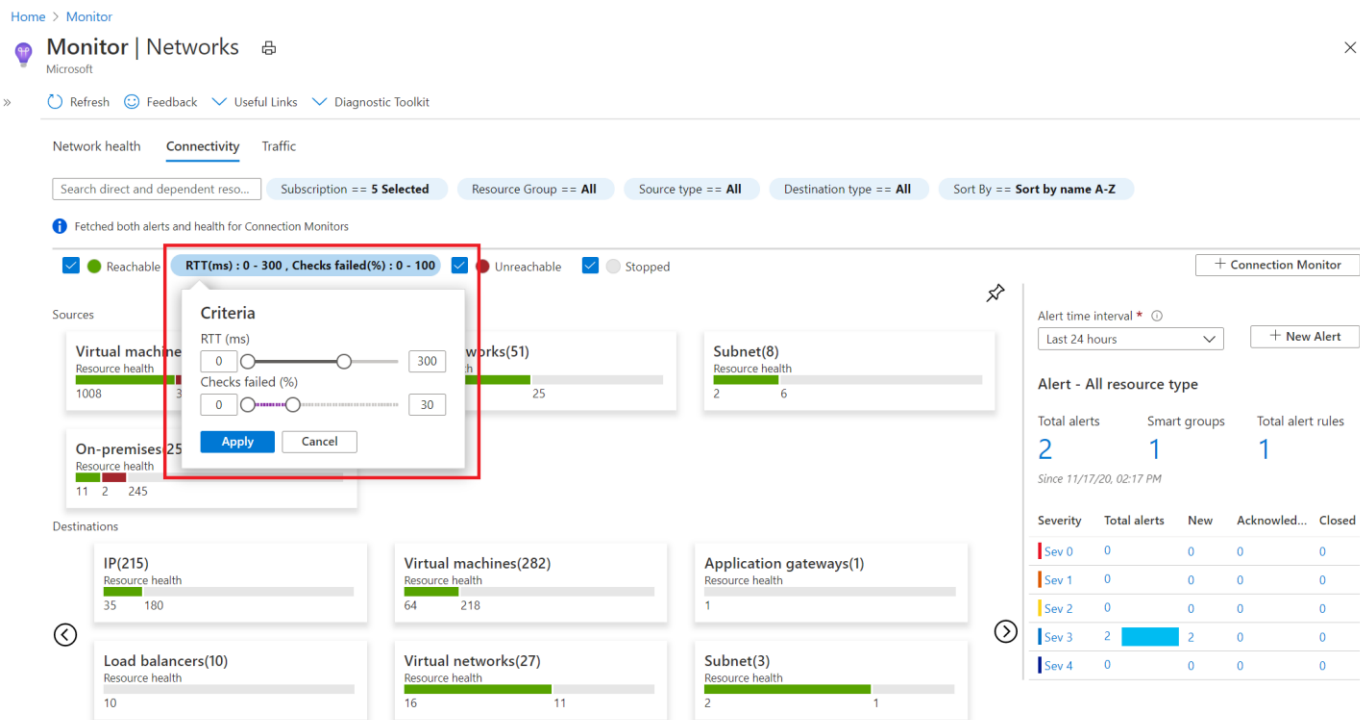 Home > Monitor
Monitor | Networks
Microsoft
»
Refresh Feedback Useful Links Diagnostic Toolkit
Network health Connectivity Traffic
Search direct and dependent reso... Subscription == 5 Selected Resource Group == All Source type == All Destination type == All Sort By == Sort by name A-Z
Fetched both alerts and health for Connection Monitors
Reachable RTT(ms) : 0 - 300 , Checks failed(%) : 0 - 100 Unreachable Stopped
+ Connection Monitor
Criteria
RTT (ms)
0 300
Checks failed (%)
0 30
Apply Cancel
Sources
Virtual machine
Resource health
1008 3
works(51)
25
Subnet(8)
Resource health
2 6
On-premises(25
Resource health
11 2 245
Destinations
IP(215)
Resource health
35 180
Virtual machines(282)
Resource health
64 218
Application gateways(1)
Resource health
1
Load balancers(10)
Resource health
10
Virtual networks(27)
Resource health
16 11
Subnet(3)
Resource health
2 1
Alert time interval *
Last 24 hours
+ New Alert
Alert - All resource type
Total alerts Smart groups Total alert rules
2 1 1
Since 11/17/20, 02:17 PM
Severity Total alerts New Acknowled... Closed
Sev 0 0 0 0 0
Sev 1 0 0 0 0
Sev 2 0 0 0 0
Sev 3 2 2 0 0
Sev 4 0 0 0 0